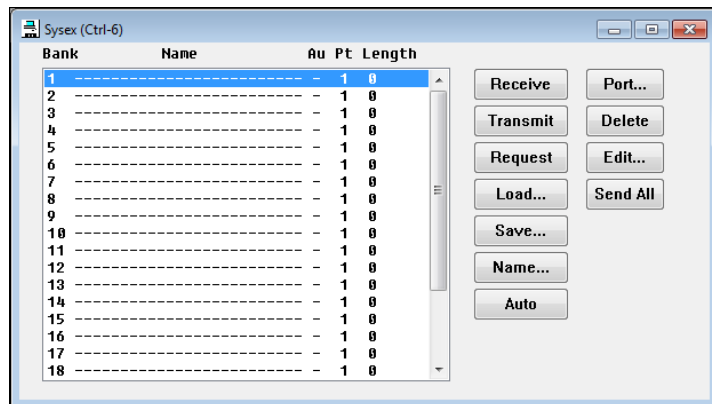 Sysex (Ctrl-6)
Bank Name Au Pt Length
1 ------------------------- - 1 0
2 ------------------------- - 1 0
3 ------------------------- - 1 0
4 ------------------------- - 1 0
5 ------------------------- - 1 0
6 ------------------------- - 1 0
7 ------------------------- - 1 0
8 ------------------------- - 1 0
9 ------------------------- - 1 0
10 ------------------------- - 1 0
11 ------------------------- - 1 0
12 ------------------------- - 1 0
13 ------------------------- - 1 0
14 ------------------------- - 1 0
15 ------------------------- - 1 0
16 ------------------------- - 1 0
17 ------------------------- - 1 0
18 ------------------------- - 1 0
Receive Port...
Transmit Delete
Request Edit...
Load... Send All
Save...
Name...
Auto